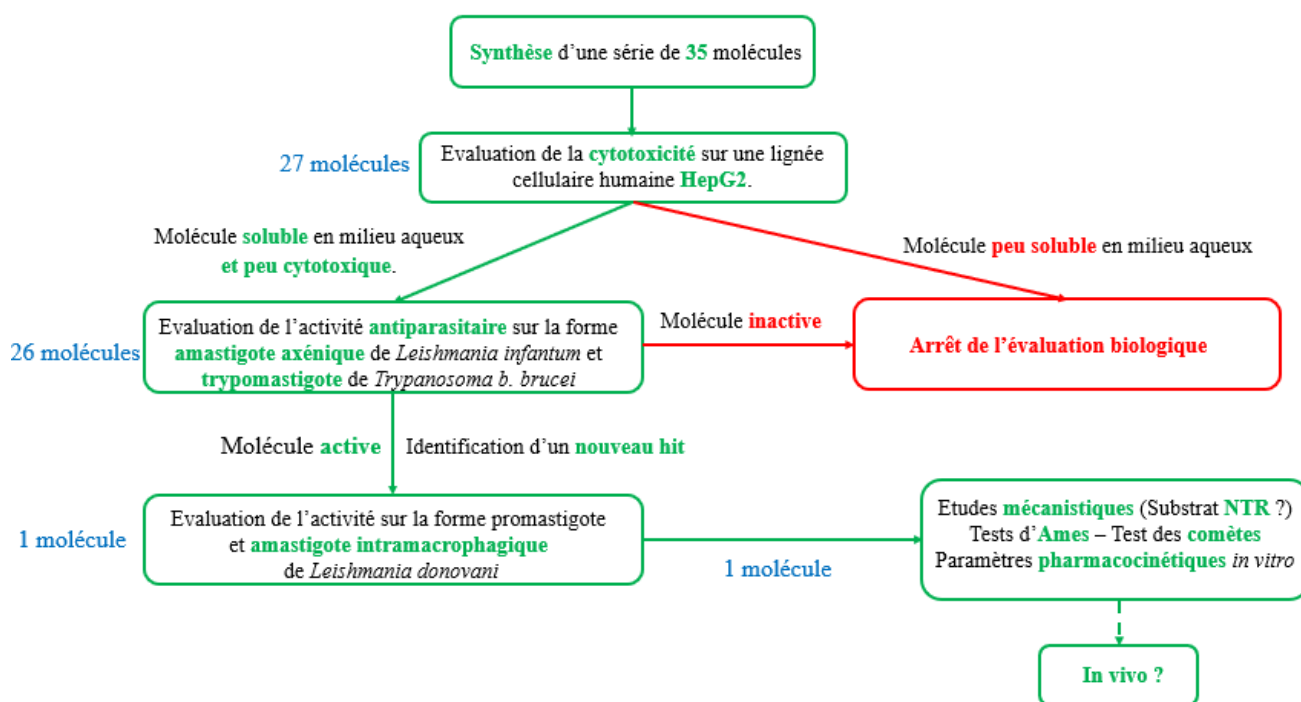 Synthèse d’une série de 35 molécules
27 molécules
Evaluation de la cytotoxicité sur une lignée
cellulaire humaine HepG2.
Molécule soluble en milieu aqueux
et peu cytotoxique.
Molécule peu soluble en milieu aqueux
26 molécules
Evaluation de l’activité antiparasitaire sur la forme
amastigote axénique de Leishmania infantum et
trypomastigote de Trypanosoma b. brucei
Molécule inactive
Arrêt de l’évaluation biologique
Molécule active
Identification d’un nouveau hit
1 molécule
Evaluation de l’activité sur la forme promastigote
et amastigote intramacrophagique
de Leishmania donovani
1 molécule
Etudes mécanistiques (Substrat NTR ?)
Tests d’Ames – Test des comètes
Paramètres pharmacocinétiques in vitro
In vivo ?